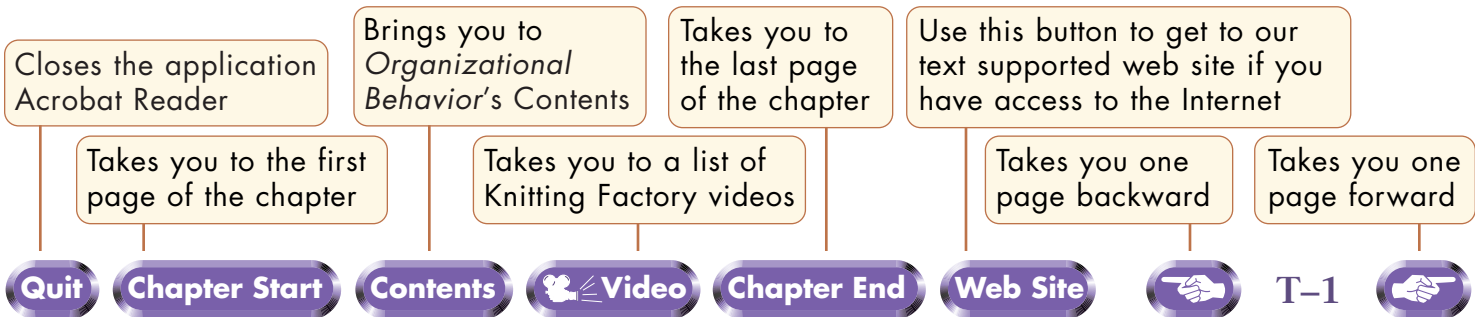 Closes the application
Acrobat Reader
Brings you to
Organizational
Behavior's Contents
Takes you to
the last page
of the chapter
Use this button to get to our
text supported web site if you
have access to the Internet
Takes you to the first
page of the chapter
Takes you to a list of
Knitting Factory videos
Takes you one
page backward
Takes you one
page forward
Quit Chapter Start Contents Video Chapter End Web Site T–1